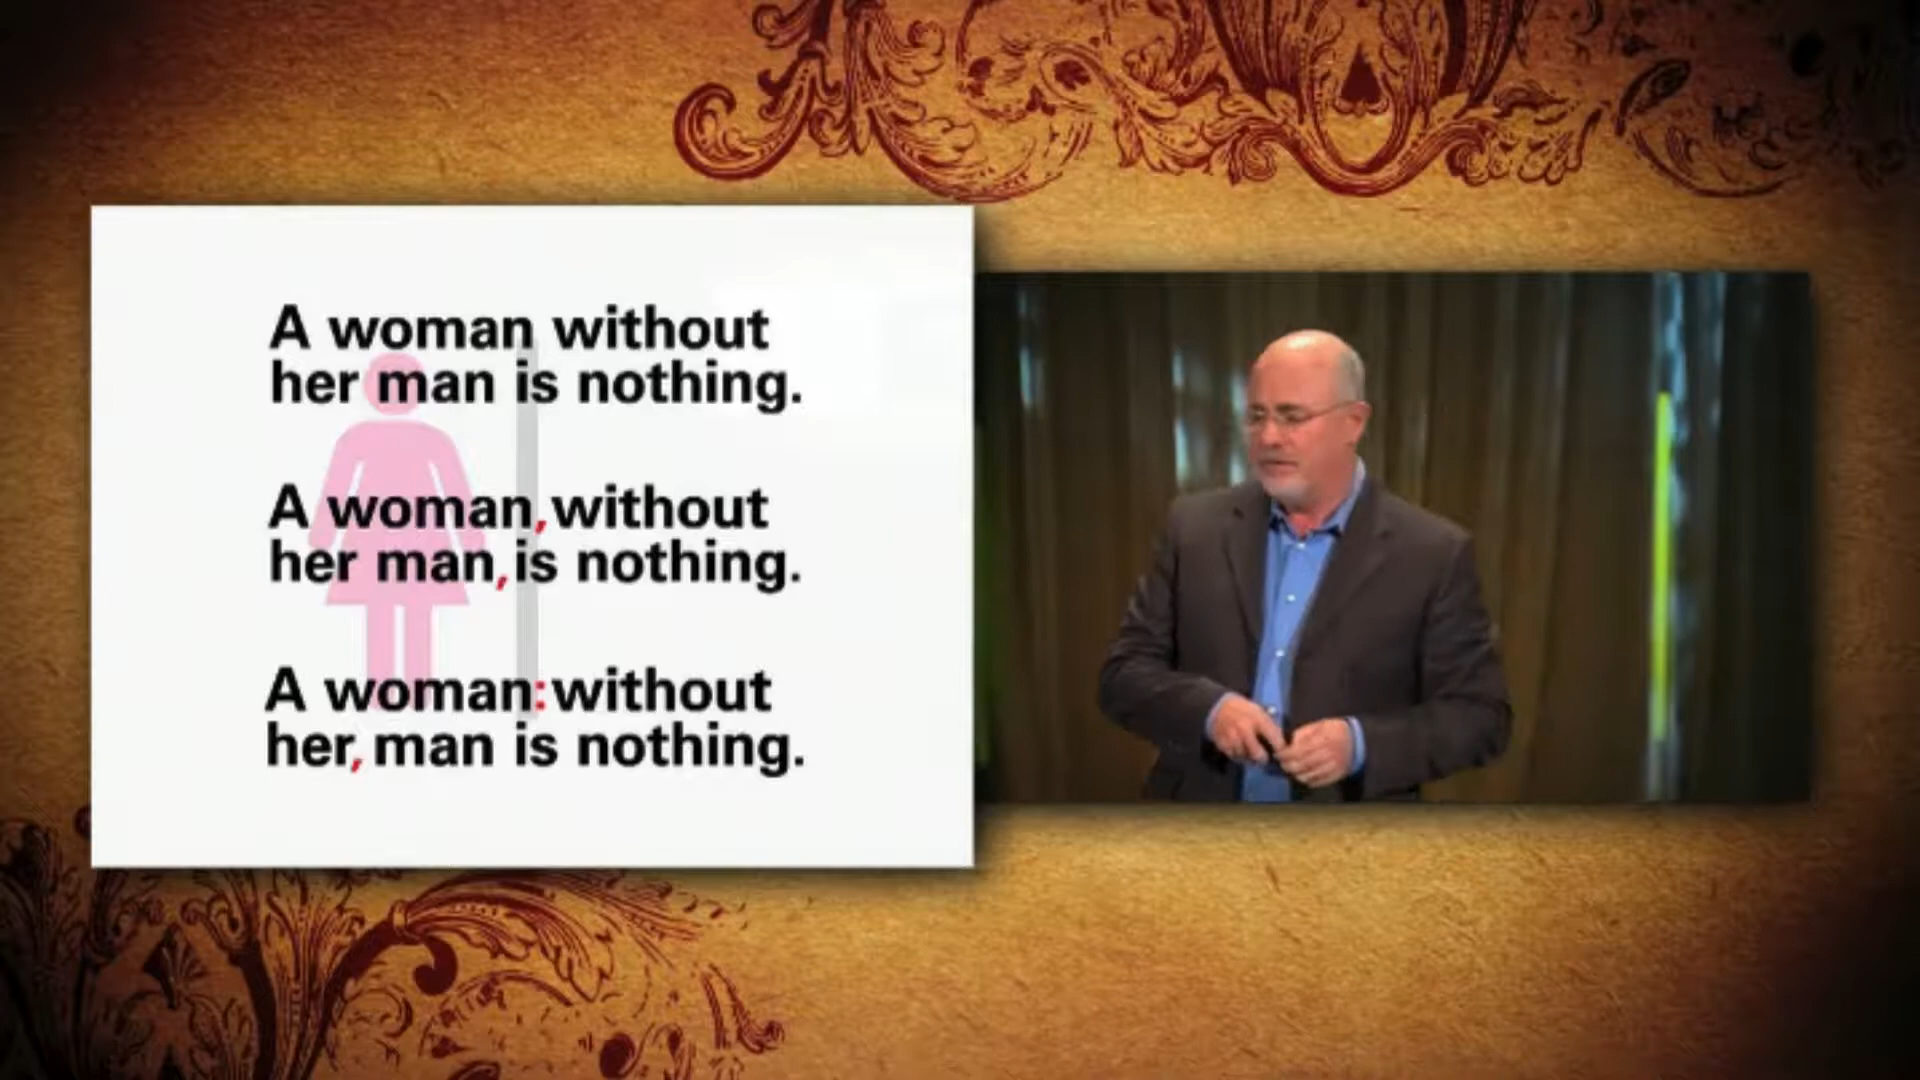 A woman without
her man is nothing.
A woman, without
her man, is nothing.
A woman: without
her, man is nothing.